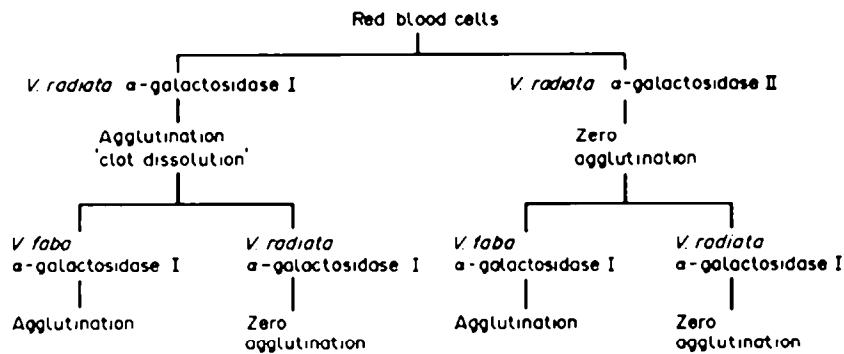 Red blood cells
V. radiata α-galactosidase I
V. radiata α-galactosidase II
Agglutination
'clot dissolution'
Zero
agglutination
V faba
α-galactosidase I
V. radiata
α-galactosidase I
V. faba
α-galactosidase I
V. radiata
α-galactosidase I
Agglutination
Zero
agglutination
Agglutination
Zero
agglutination